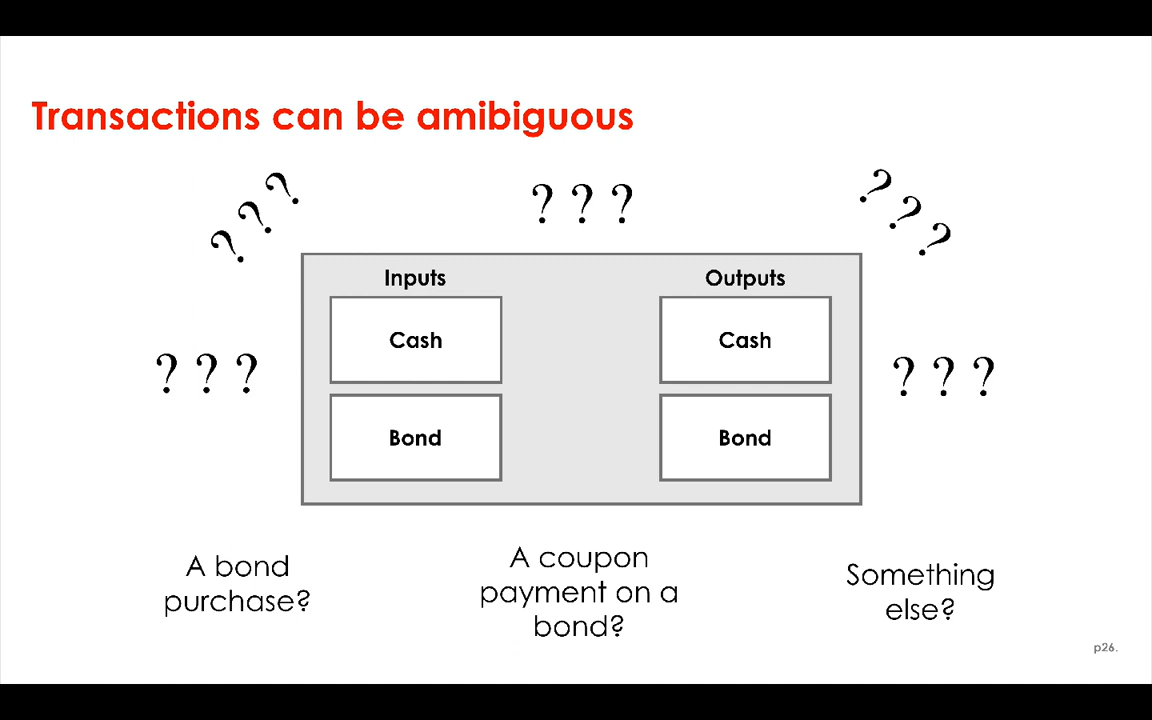 Transactions can be amibiguous
? ? ?
? ? ?
? ? ?
Inputs
Outputs
Cash
Cash
? ? ?
? ? ?
Bond
Bond
A bond
purchase?
A coupon
payment on a
bond?
Something
else?
p26.